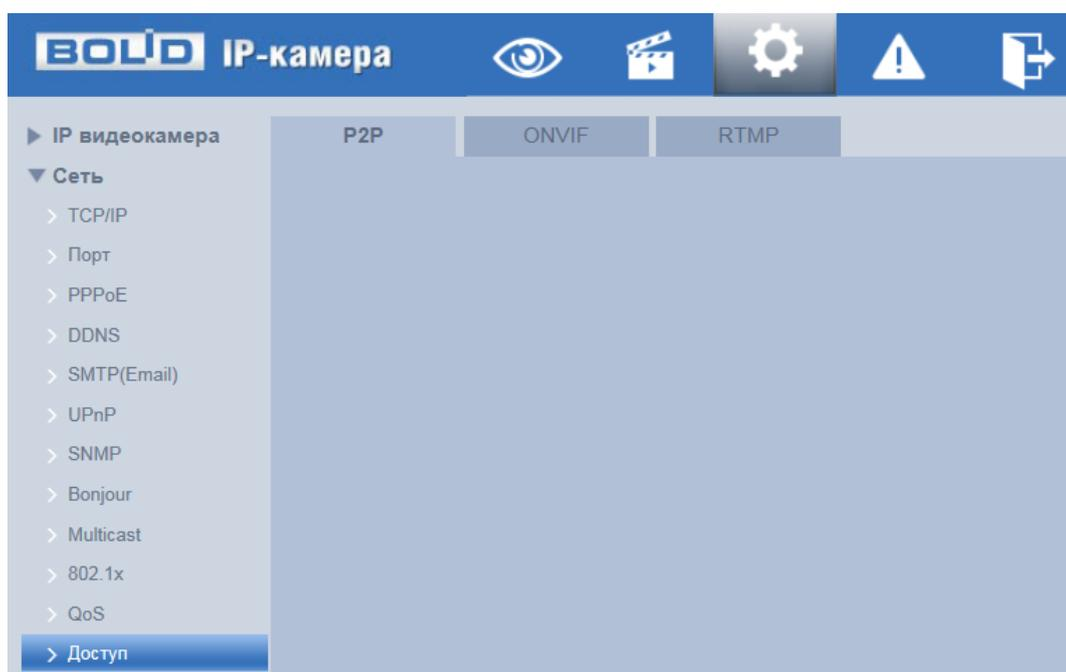 BOLID IP-камера
IP видеокамера
P2P
ONVIF
RTMP
Сеть
TCP/IP
Порт
PPPoE
DDNS
SMTP(Email)
UPnP
SNMP
Bonjour
Multicast
802.1x
QoS
Доступ